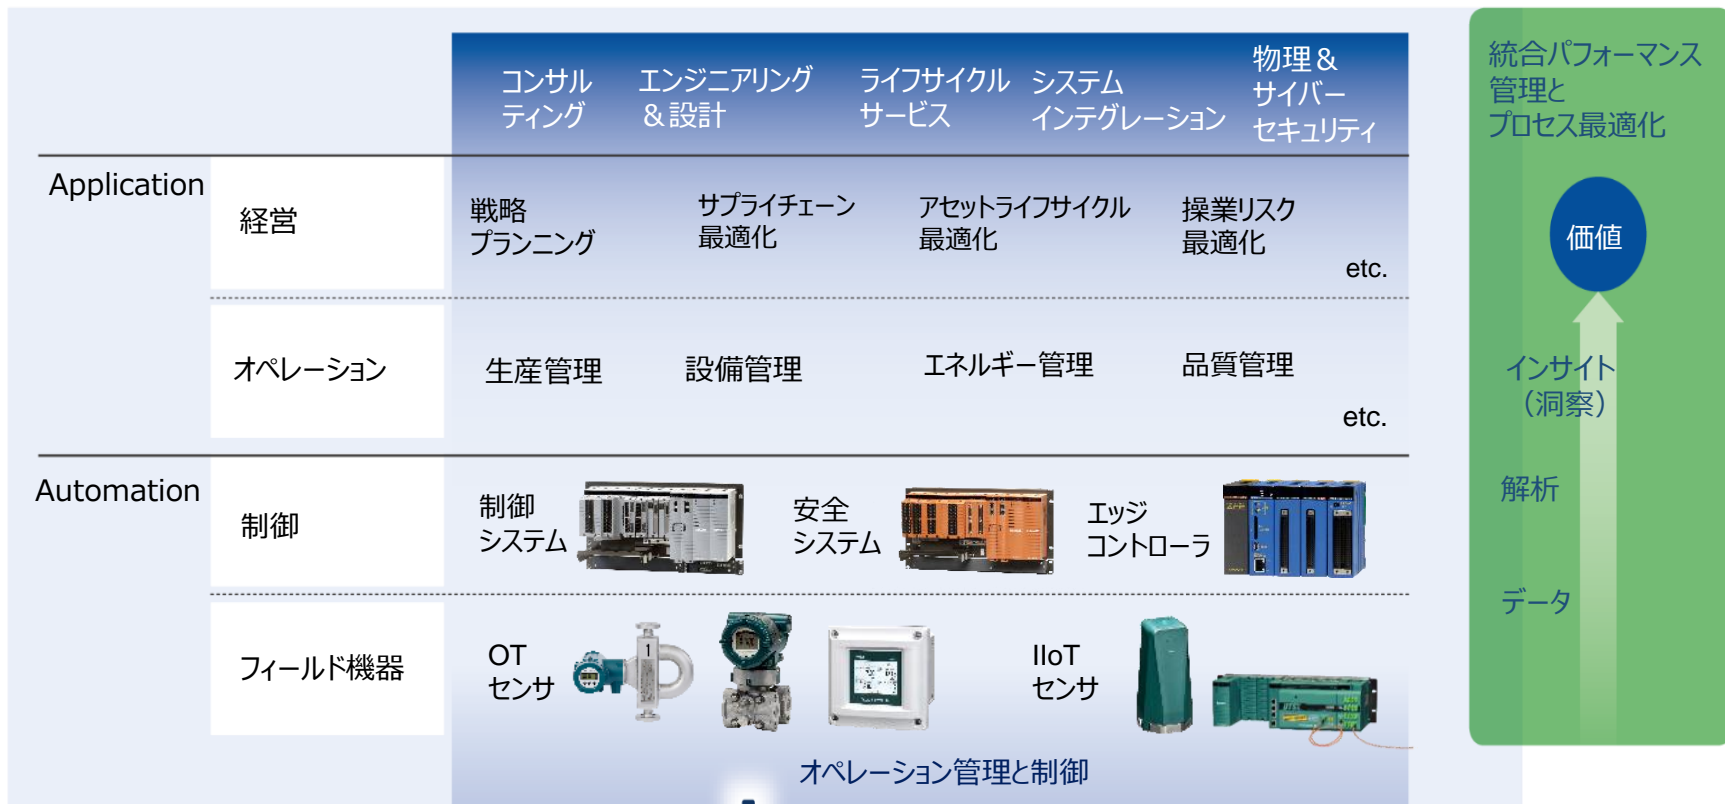 コンサル
ティング
エンジニアリング
&設計
ライフサイクル
サービス
システム
インテグレーション
物理&
サイバー
セキュリティ
統合パフォーマンス
管理と
プロセス最適化
Application
経営
戦略
プランニング
サプライチェーン
最適化
アセットライフサイクル
最適化
操業リスク
最適化
etc.
価値
オペレーション
生産管理
設備管理
エネルギー管理
品質管理
etc.
インサイト
(洞察)
Automation
制御
制御
システム
安全
システム
エッジ
コントローラ
解析
データ
フィールド機器
OT
センサ
1
IIoT
センサ
オペレーション管理と制御